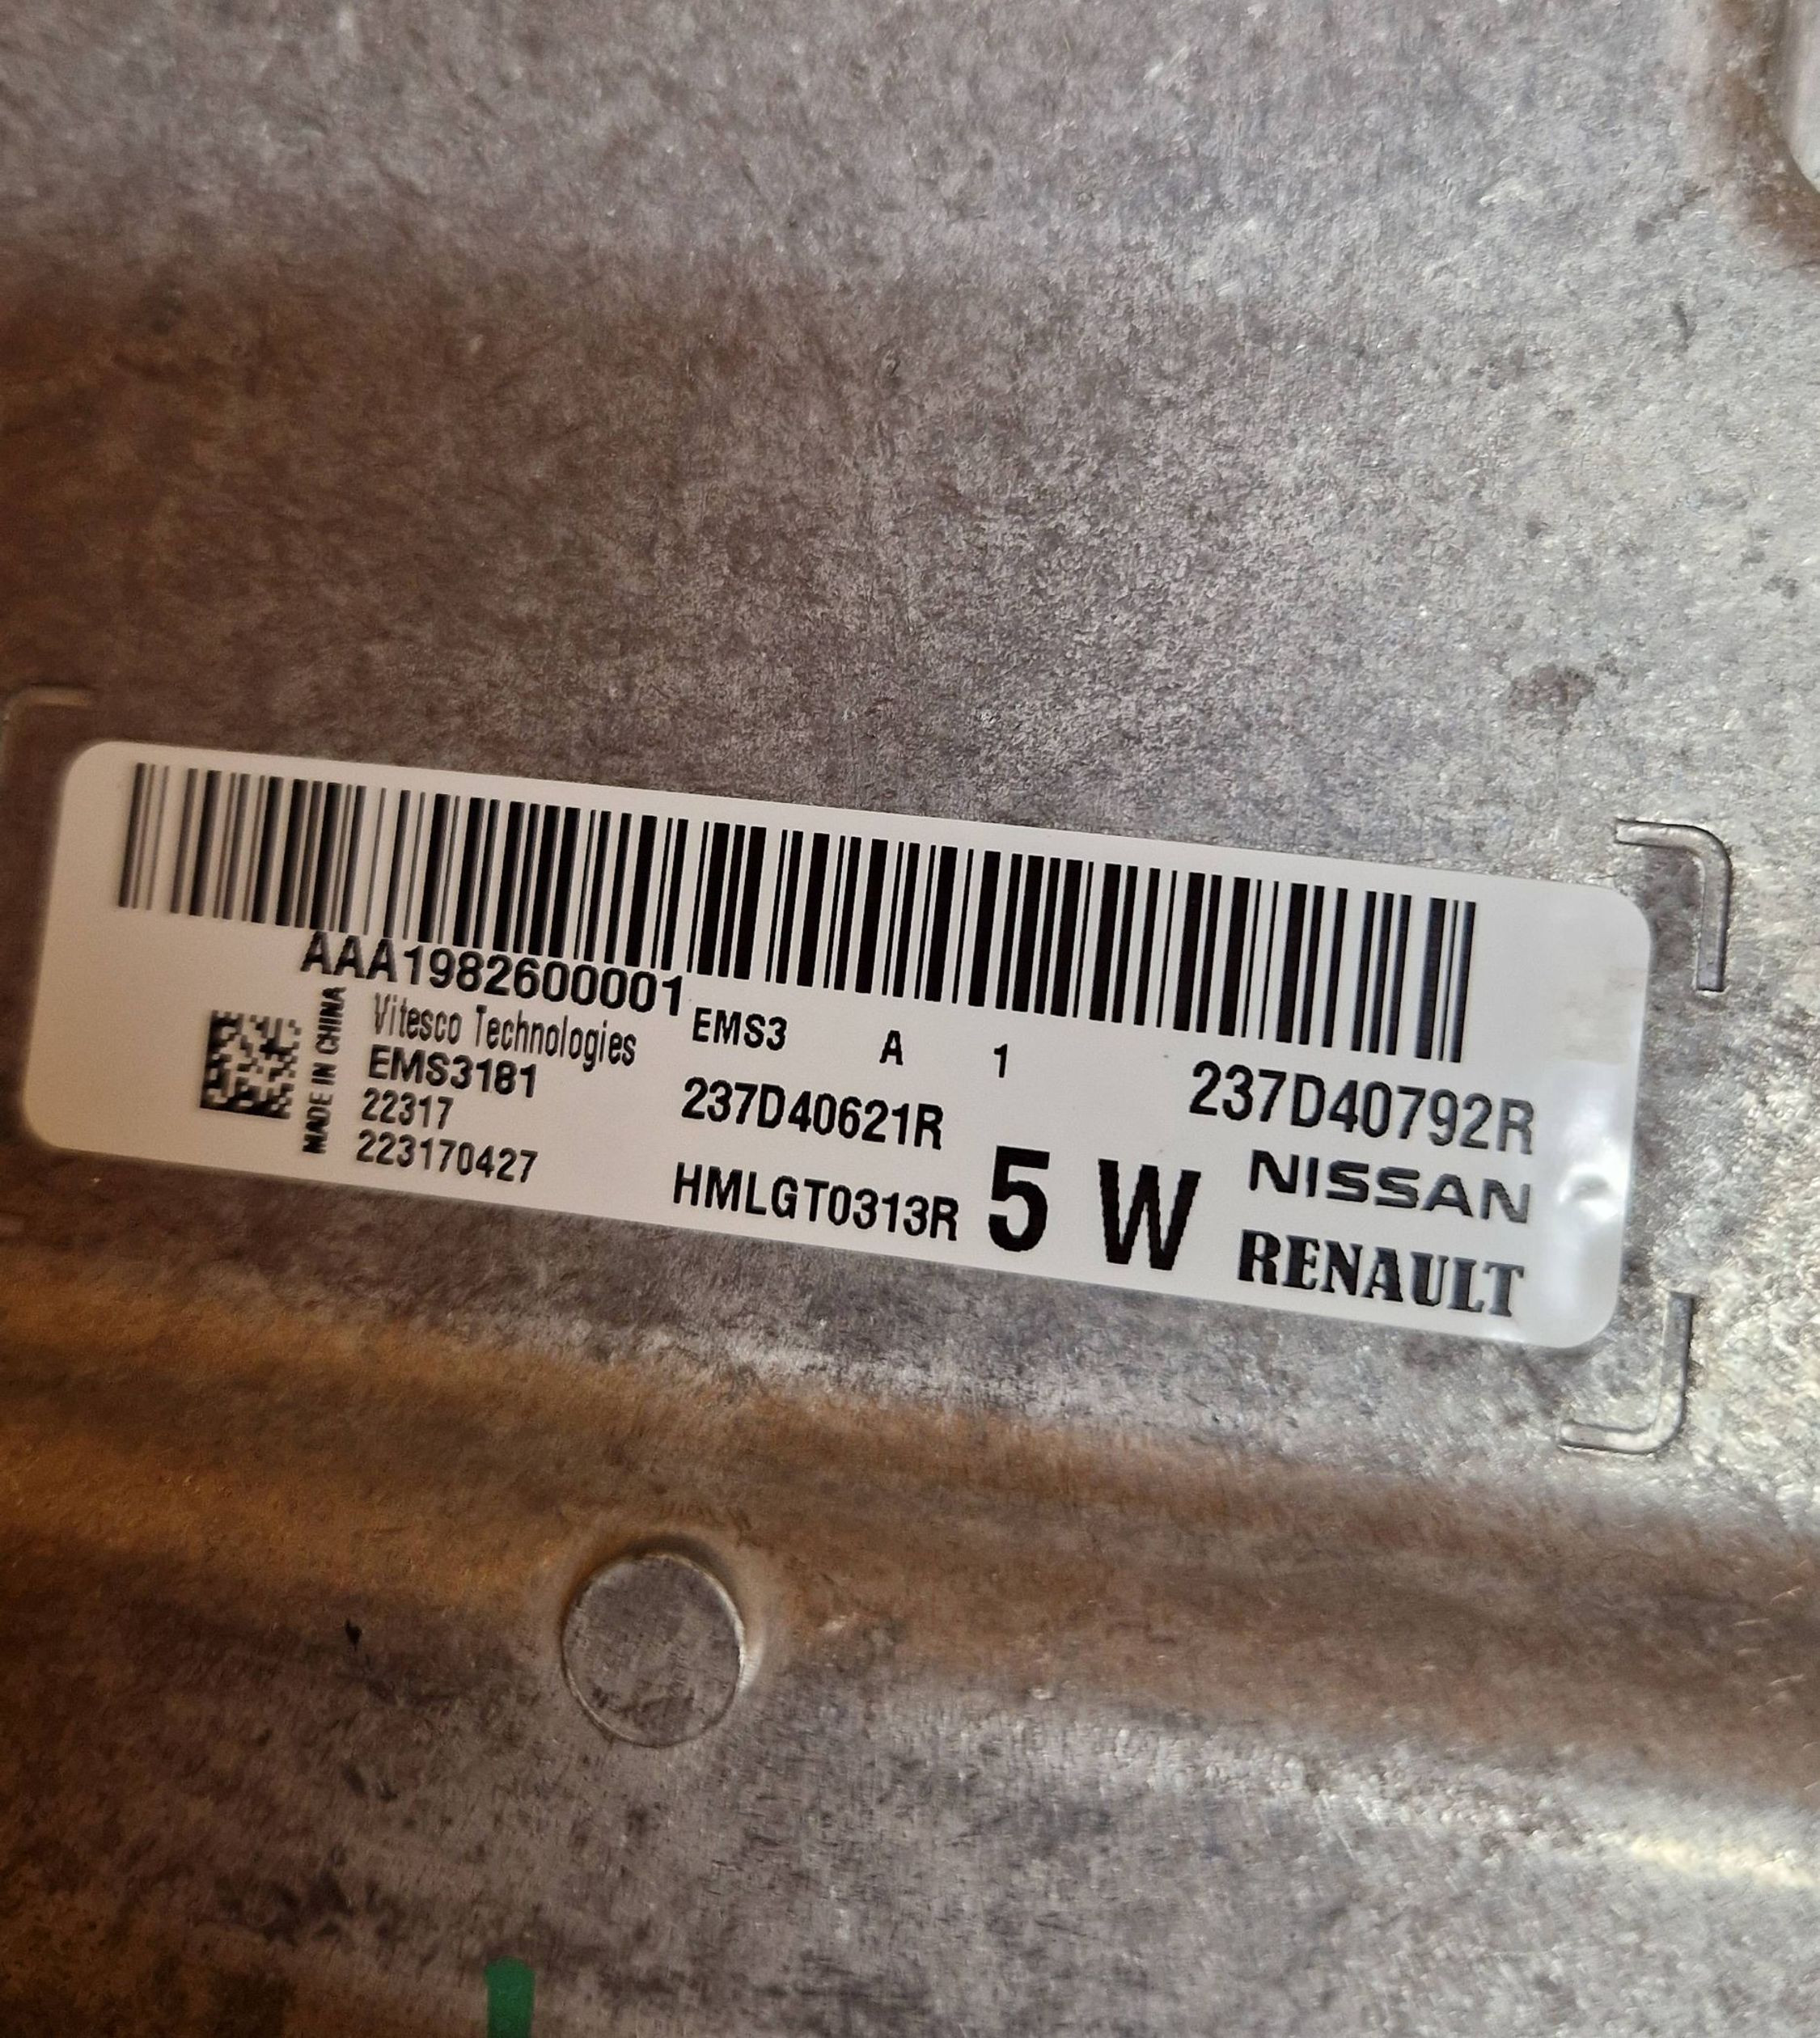 AAA1982600001
MADE IN CHINA
Vitesco Technologies
EMS3181
22317
223170427
EMS3 A 1
237D40621R
HMLGT0313R
5 W
237D40792R
NISSAN
RENAULT